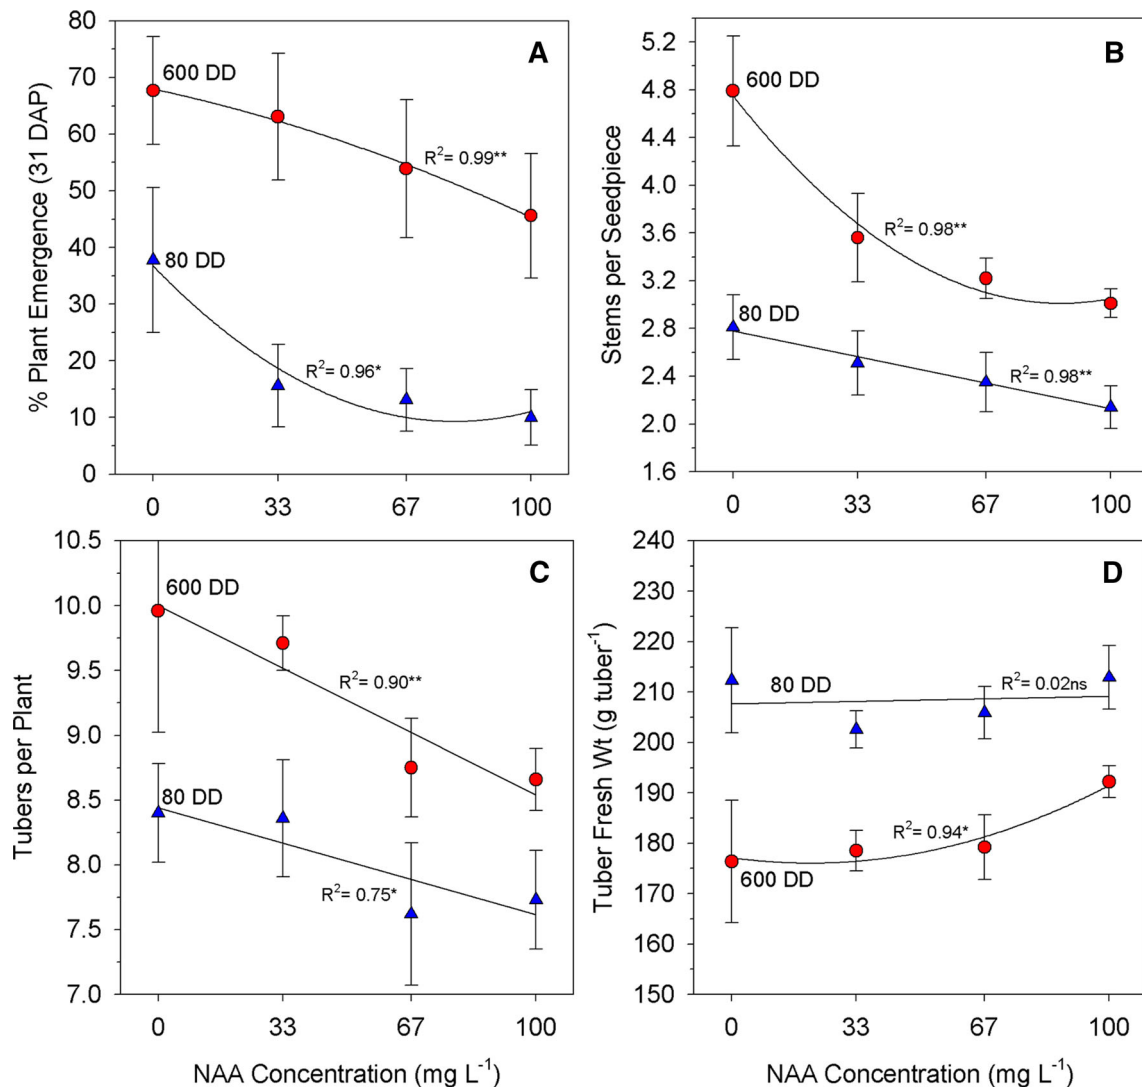 A
% Plant Emergence (31 DAP)
80
70
60
50
40
30
20
10
0
600 DD
R²= 0.99**
80 DD
R²= 0.96*
0 33 67 100
B
Stems per Seedpiece
5.2
4.8
4.4
4.0
3.6
3.2
2.8
2.4
2.0
1.6
600 DD
R²= 0.98**
80 DD
R²= 0.98**
0 33 67 100
C
Tubers per Plant
10.5
10.0
9.5
9.0
8.5
8.0
7.5
7.0
600 DD
R²= 0.90**
80 DD
R²= 0.75*
0 33 67 100
NAA Concentration (mg L⁻¹)
D
Tuber Fresh Wt (g tuber⁻¹)
240
230
220
210
200
190
180
170
160
150
80 DD
R²= 0.02ns
R²= 0.94*
600 DD
0 33 67 100
NAA Concentration (mg L⁻¹)